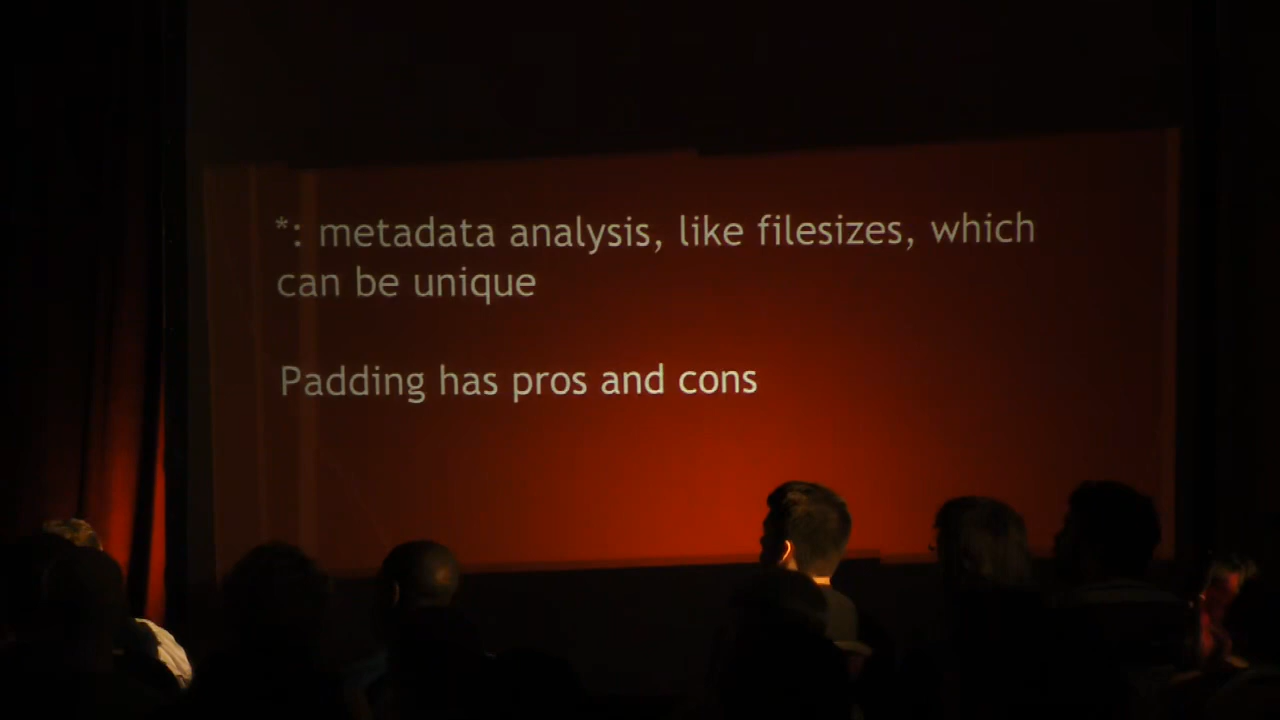 *: metadata analysis, like filesizes, which
can be unique
Padding has pros and cons